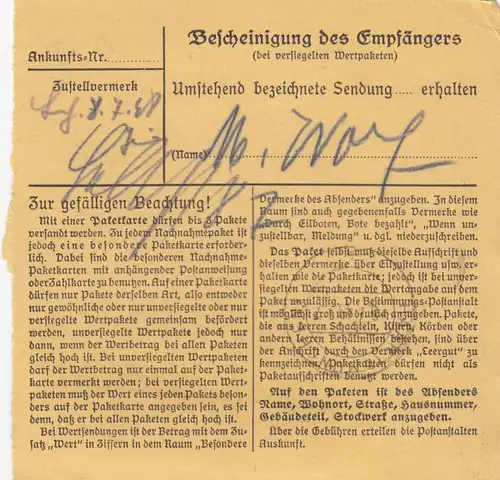 Ankunfts-Nr.
Zustellvermerk
8.7.38
Bescheinigung des Empfängers
(bei versiegelten Wertpaketen)
Umstehend bezeichnete Sendung..... erhalten
(Name)
Zur gefälligen Beachtung!
Mit einer Paketkarte dürfen bis 3 Pakete
versandt werden. Zu jeden Nachnahmepaket ist
jedoch eine besondere Paketkarte erforder-
lich. Dabei sind die besonderen Nachnahme-
Paketkarten mit anhängender Postanweisung
oder Zahlkarte zu benutzen. Auf einer Paketkarte
dürfen nur Pakete derselben Art, also entweder
nur gewöhnliche oder nur unversiegelte oder nur
versiegelte Wertpakete gemeinsam befördert
werden, unversiegelte Wertpakete jedoch nur
dann, wenn der Wertbetrag bei allen Paketen
gleich hoch ist. Bei unversiegelten Wertpaketen
darf der Wertbetrag nur einmal auf der Paket-
karte vermerkt werden; bei versiegelten Wert-
paketen muß der Wert eines jeden Pakets beson-
ders auf der Paketkarte angegeben sein, es sei
denn, daß er bei allen Paketen gleich hoch ist.
Bei Wertsendungen ist der Betrag mit dem Zu-
satz „Wert" in Ziffern in dem Raum „Besondere
Vermerke des Absenders" anzugeben. In diesem
Raum sind auch gegebenenfalls Vermerke wie
„Durch Eilboten, Bote bezahlt", „Wenn un-
zustellbar, Meldung" u. dgl. niederzuschreiben.
Das Paket selbst muß dieselbe Aufschrift und
dieselben Vermerke über Eilzustellung usw. er-
halten wie die Paketkarte; jedoch ist bei unver-
siegelten Wertpaketen die Wertangabe auf dem
Paket unzulässig. Die Bestimmungs-Postanstalt
ist möglichst groß und deutlich anzugeben. Pakete,
die aus leeren Schachteln, Kisten, Körben oder
anderen leeren Behältnissen bestehen, sind über
der Anschrift durch den Vermerk „Leergut" zu
kennzeichnen. Paketkarten dürfen nicht als
Paketaufschriften benutzt werden.
Auf den Paketen ist des Absenders
Name, Wohnort, Straße, Hausnummer,
Gebäudeteil, Stockwerk anzugeben.
Über die Gebühren erteilen die Postanstalten
Auskunft.